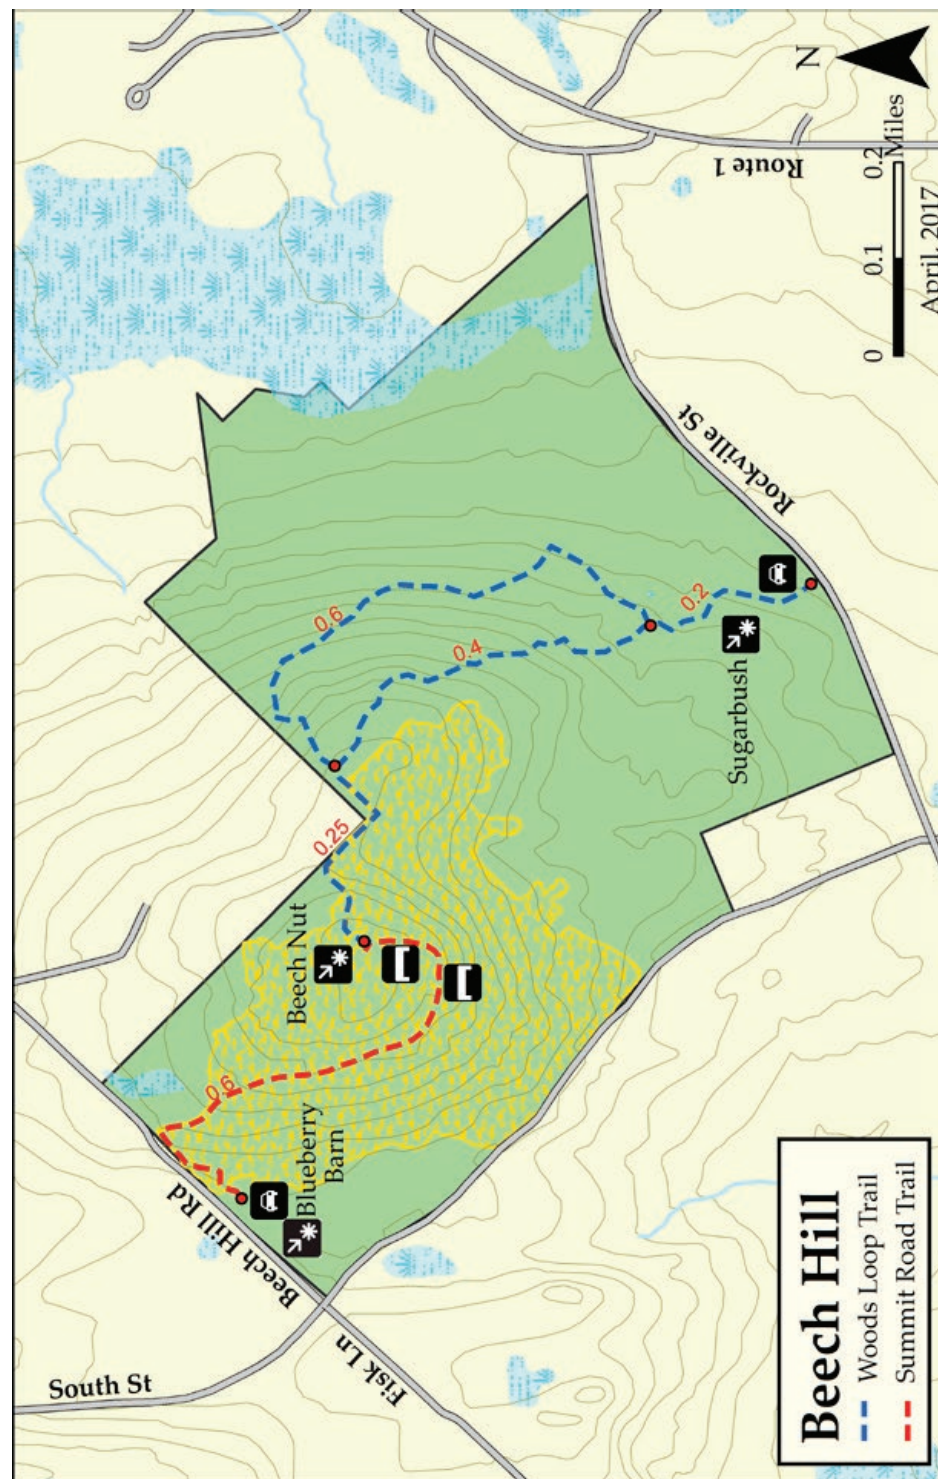 South St
Fisk Ln
Beech Hill Rd
0.6
Blueberry
Barn
Beech Nut
0.25
0.6
0.4
0.2
Sugarbush
Rockville St
Route 1
N
0
0.1
0.2
Miles
April, 2017
Beech Hill
Woods Loop Trail
Summit Road Trail